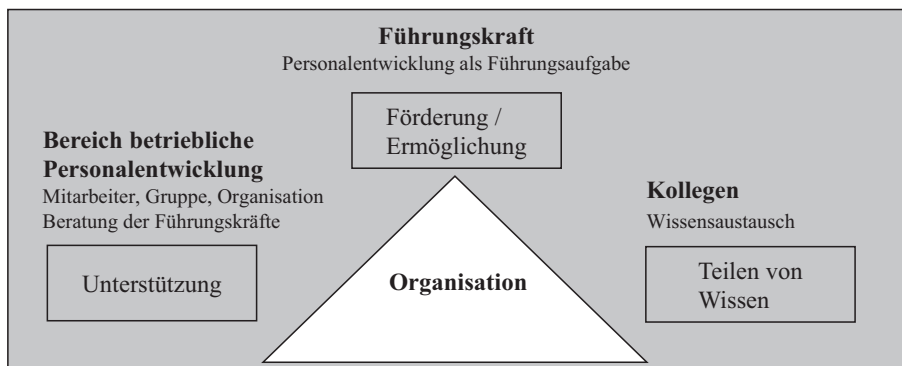 Führungskraft
Personalentwicklung als Führungsaufgabe
Förderung /
Ermöglichung
Bereich betriebliche
Personalentwicklung
Mitarbeiter, Gruppe, Organisation
Beratung der Führungskräfte
Unterstützung
Organisation
Kollegen
Wissensaustausch
Teilen von
Wissen